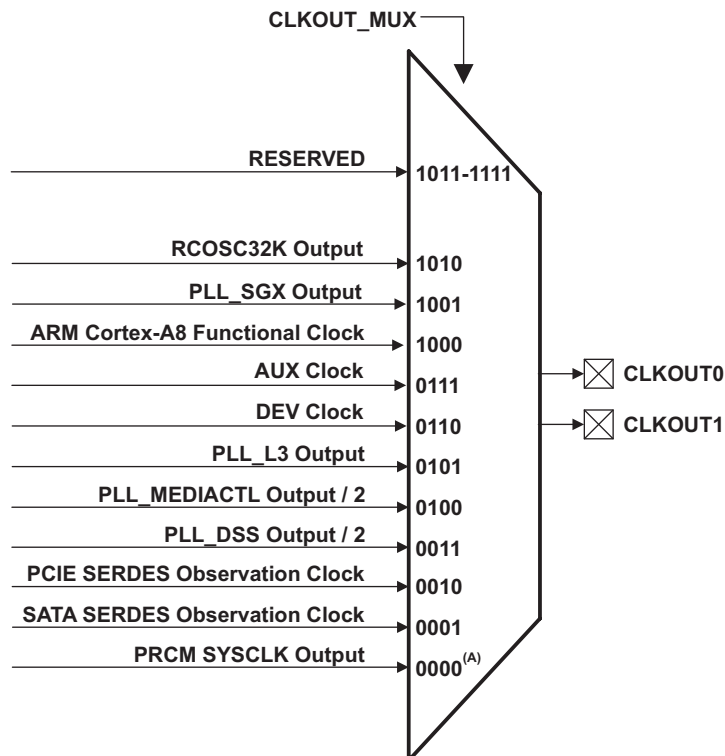 CLKOUT_MUX
RESERVED 1011-1111
RCOSC32K Output 1010
PLL_SGX Output 1001
ARM Cortex-A8 Functional Clock 1000
AUX Clock 0111
CLKOUT0
DEV Clock 0110
CLKOUT1
PLL_L3 Output 0101
PLL_MEDIACTL Output / 2 0100
PLL_DSS Output / 2 0011
PCIE SERDES Observation Clock 0010
SATA SERDES Observation Clock 0001
PRCM SYSCLK Output 0000(A)